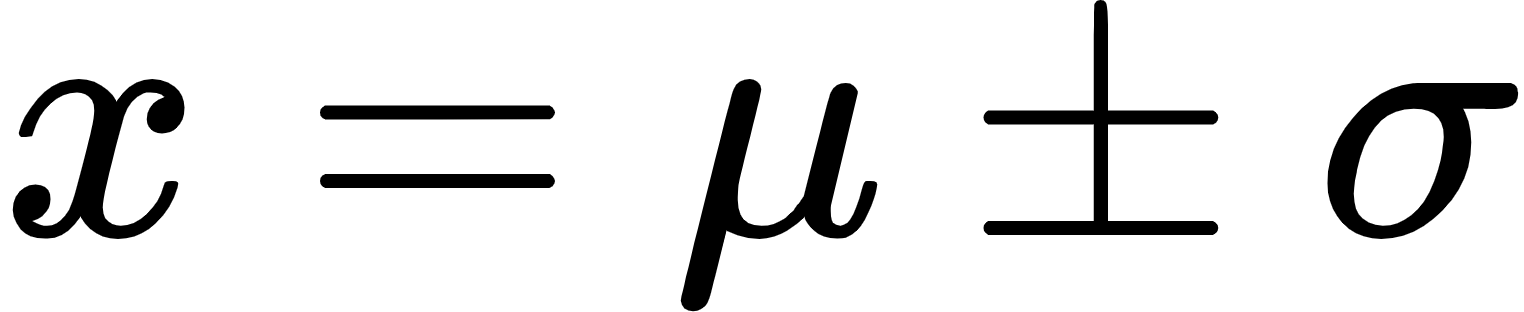 x = μ ± σ